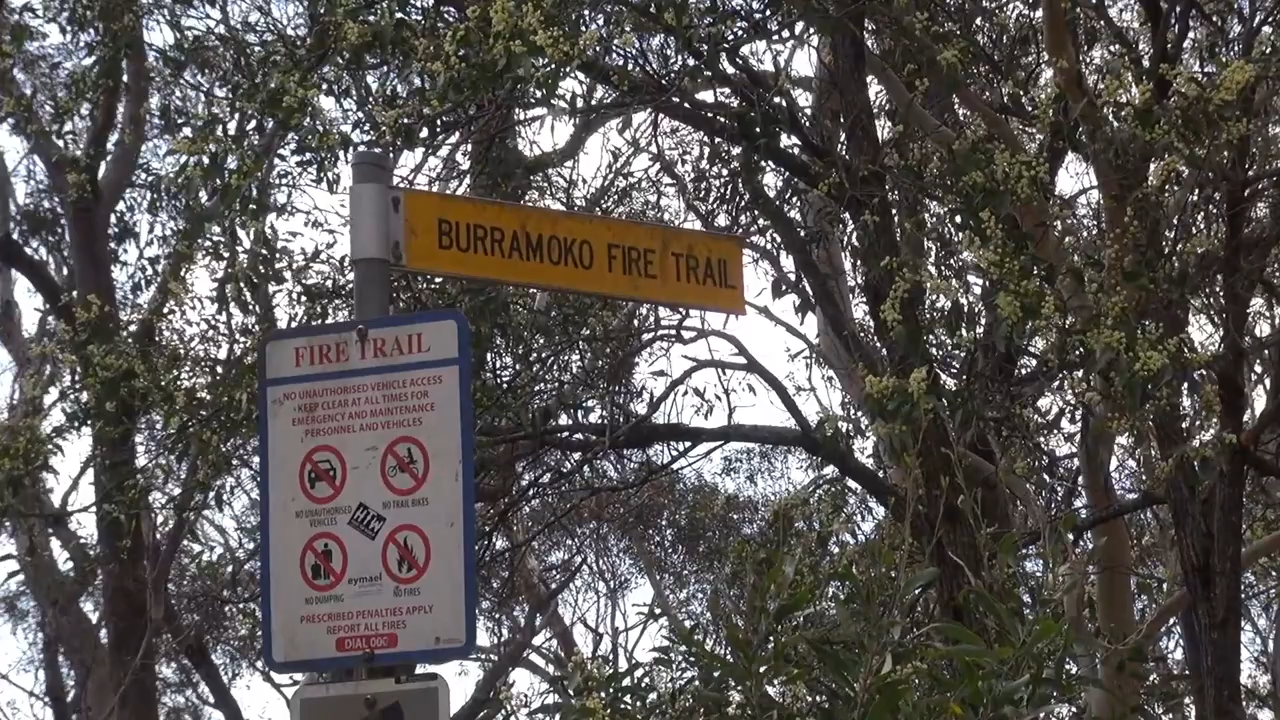 BURRAMOKO FIRE TRAIL
FIRE TRAIL
NO UNAUTHORISED VEHICLE ACCESS
KEEP CLEAR AT ALL TIMES FOR
EMERGENCY AND MAINTENANCE
PERSONNEL AND VEHICLES
NO UNAUTHORISED
VEHICLES
NO TRAIL BIKES
HTW
NO DUMPING
eymael
NO FIRES
PRESCRIBED PENALTIES APPLY
REPORT ALL FIRES
DIAL 000